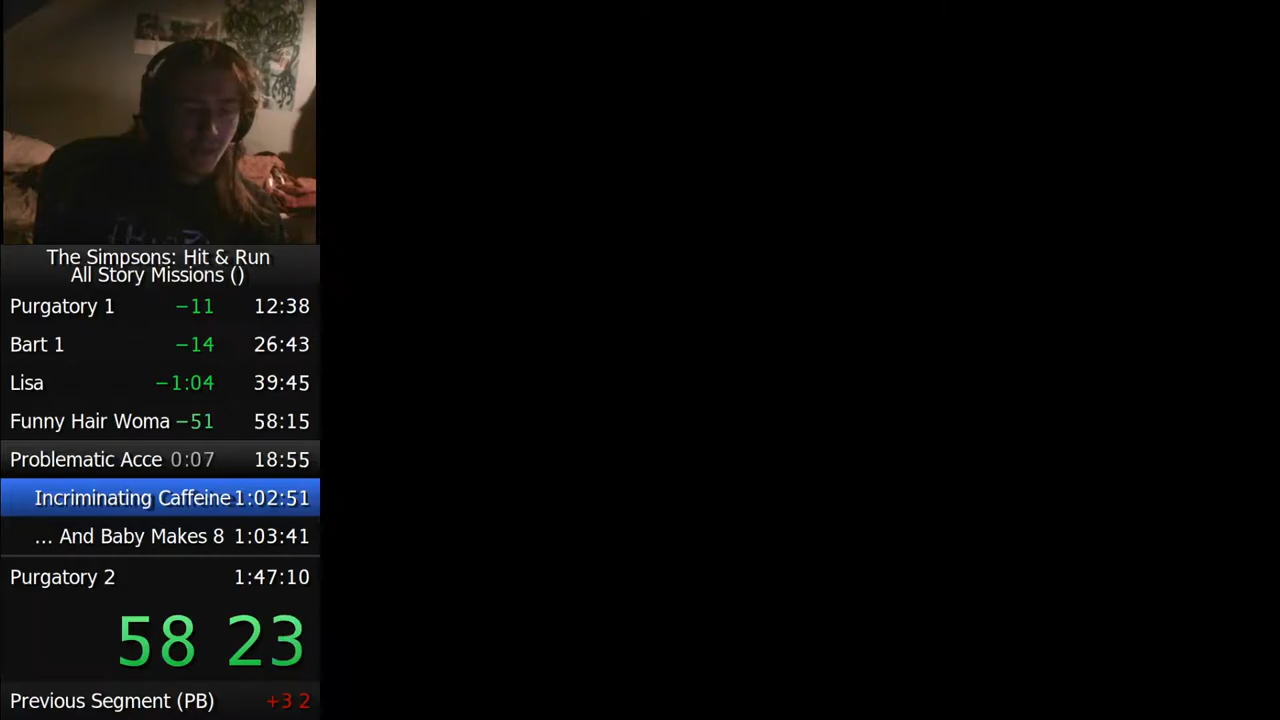 The Simpsons: Hit & Run
All Story Missions ()
Purgatory 1 −11 12:38
Bart 1 −14 26:43
Lisa −1:04 39:45
Funny Hair Woma −51 58:15
Problematic Acce 0:07 18:55
Incriminating Caffeine 1:02:51
... And Baby Makes 8 1:03:41
Purgatory 2 1:47:10
58 23
Previous Segment (PB) +3 2